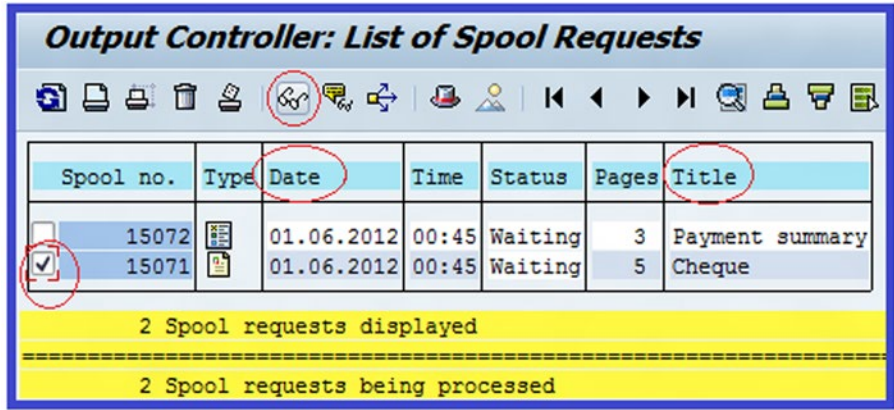 Output Controller: List of Spool Requests
Spool no. Type Date Time Status Pages Title
15072 01.06.2012 00:45 Waiting 3 Payment summary
15071 01.06.2012 00:45 Waiting 5 Cheque
2 Spool requests displayed
2 Spool requests being processed